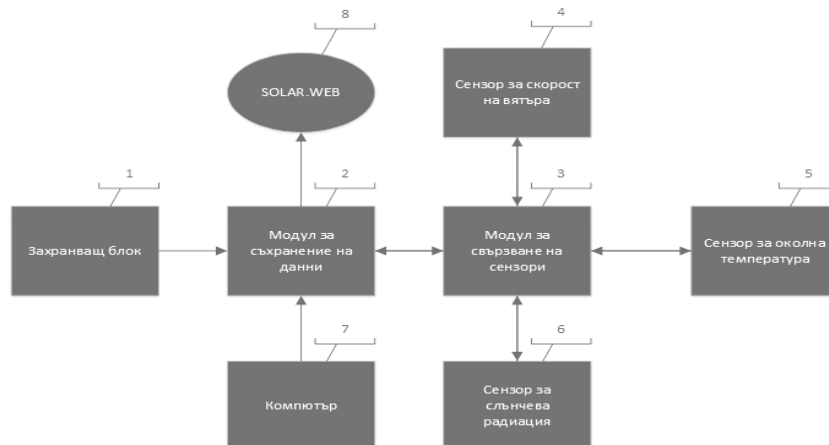 8
SOLAR.WEB
4
Сензор за скорост
на вятъра
1
Захранващ блок
2
Модул за
съхранение на
данни
3
Модул за
свързване на
сензори
5
Сензор за околна
температура
7
Компютър
6
Сензор за
слънчева
радиация